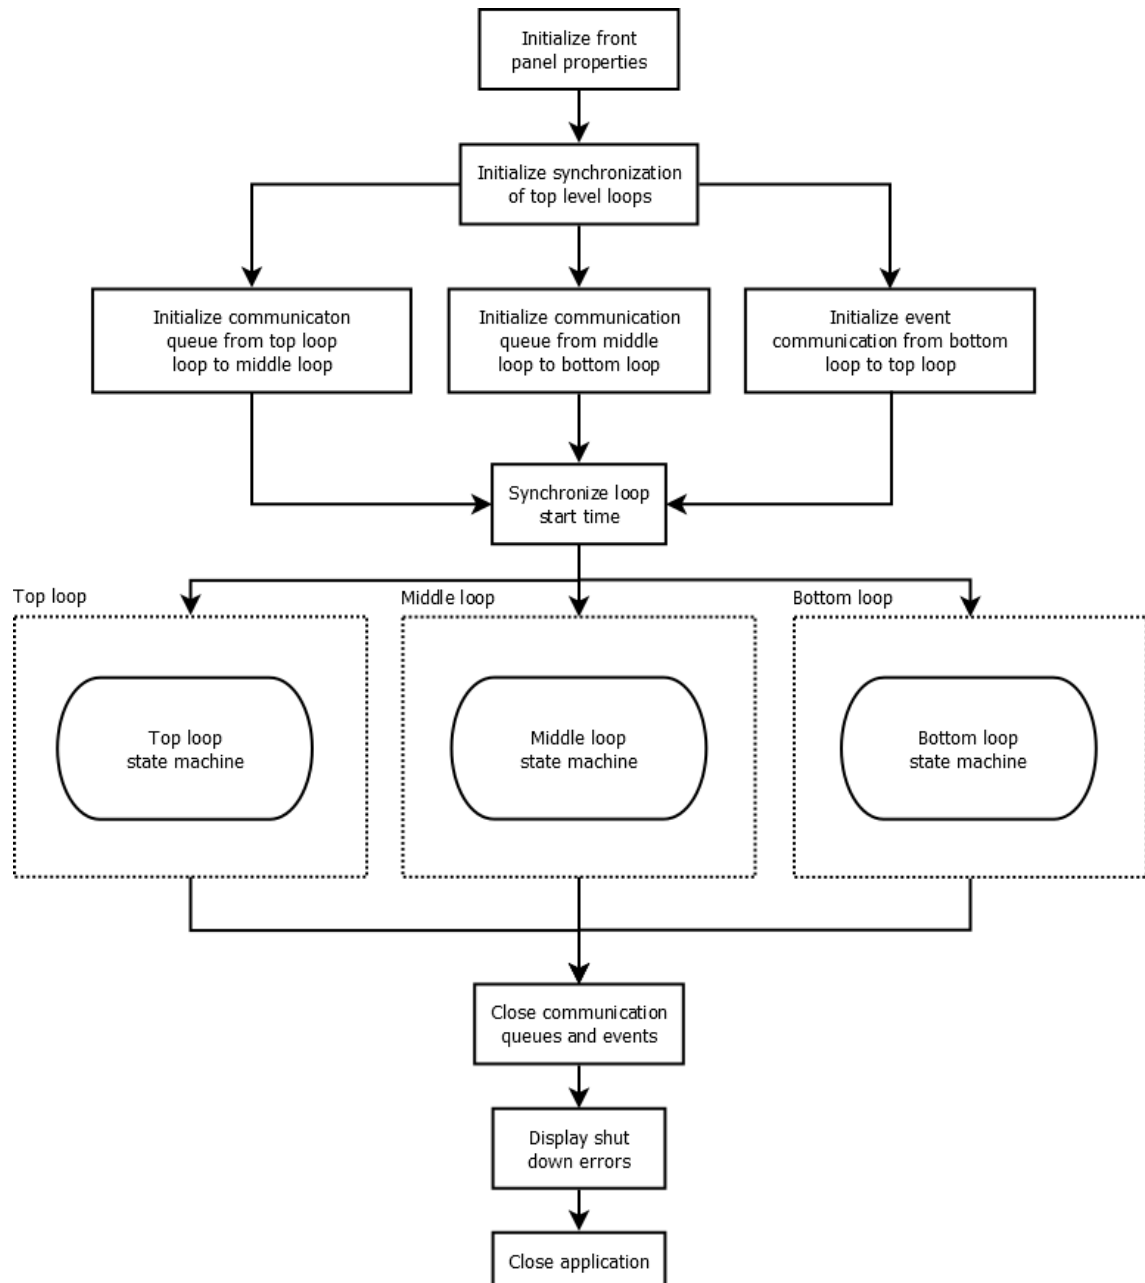 Initialize front
panel properties
Initialize synchronization
of top level loops
Initialize communicaton
queue from top loop
loop to middle loop
Initialize communication
queue from middle
loop to bottom loop
Initialize event
communication from bottom
loop to top loop
Synchronize loop
start time
Top loop
Middle loop
Bottom loop
Top loop
state machine
Middle loop
state machine
Bottom loop
state machine
Close communication
queues and events
Display shut
down errors
Close application